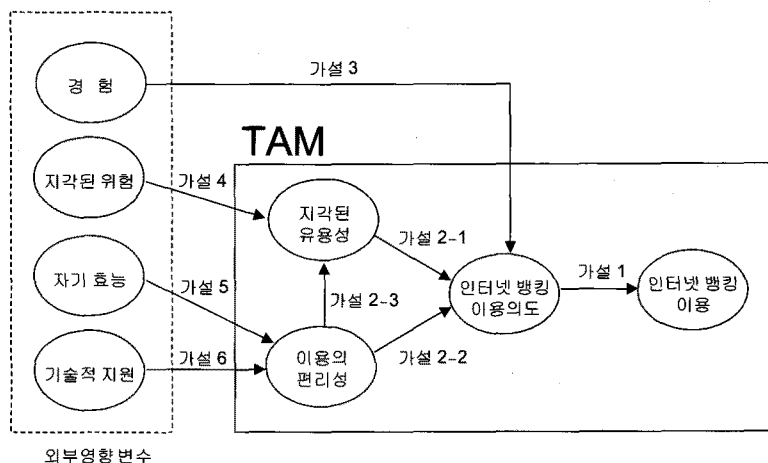 경 험
가설 3
TAM
지각된 위험
가설 4
지각된
유용성
가설 2-1
자기 효능
가설 5
가설 2-3
인터넷 뱅킹
이용의도
가설 1
인터넷 뱅킹
이용
기술적 지원
가설 6
이용의
편리성
가설 2-2
외부영향 변수